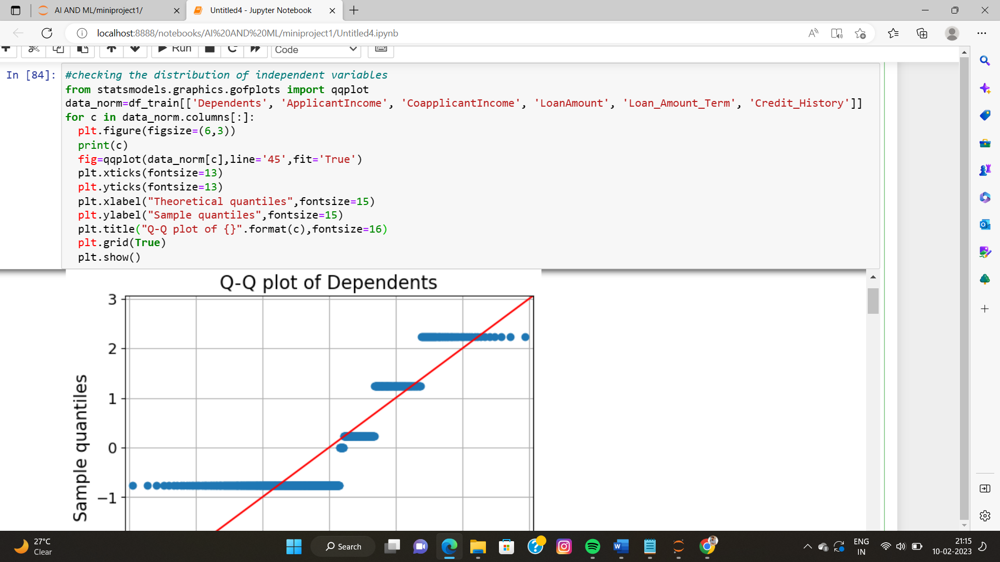 AI AND ML/miniproject1/
Untitled4 - Jupyter Notebook
localhost:8888/notebooks/AI%20AND%20ML/miniproject1/Untitled4.ipynb
Run
Code
In [84]:
#checking the distribution of independent variables
from statsmodels.graphics.gofplots import qqplot
data_norm=df_train[['Dependents', 'ApplicantIncome', 'CoapplicantIncome', 'LoanAmount', 'Loan_Amount_Term', 'Credit_History']]
for c in data_norm.columns[:]:
  plt.figure(figsize=(6,3))
  print(c)
  fig=qqplot(data_norm[c],line='45',fit='True')
  plt.xticks(fontsize=13)
  plt.yticks(fontsize=13)
  plt.xlabel("Theoretical quantiles",fontsize=15)
  plt.ylabel("Sample quantiles",fontsize=15)
  plt.title("Q-Q plot of {}".format(c),fontsize=16)
  plt.grid(True)
  plt.show()
Q-Q plot of Dependents
3
2
1
0
−1
Sample quantiles
27°C
Clear
Search
ENG
IN
21:15
10-02-2023